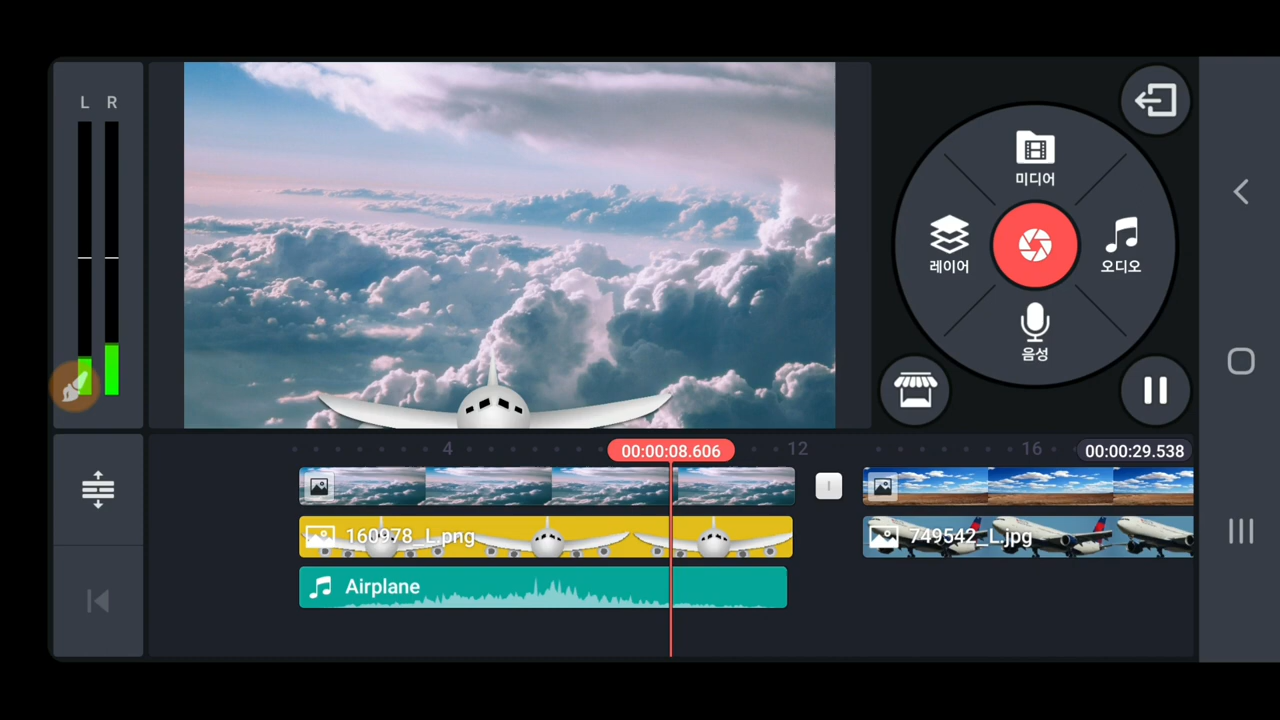 L R
미디어
레이어
오디오
음성
4
00:00:08.606
12
16
00:00:29.538
160978_L.png
749542_L.jpg
Airplane